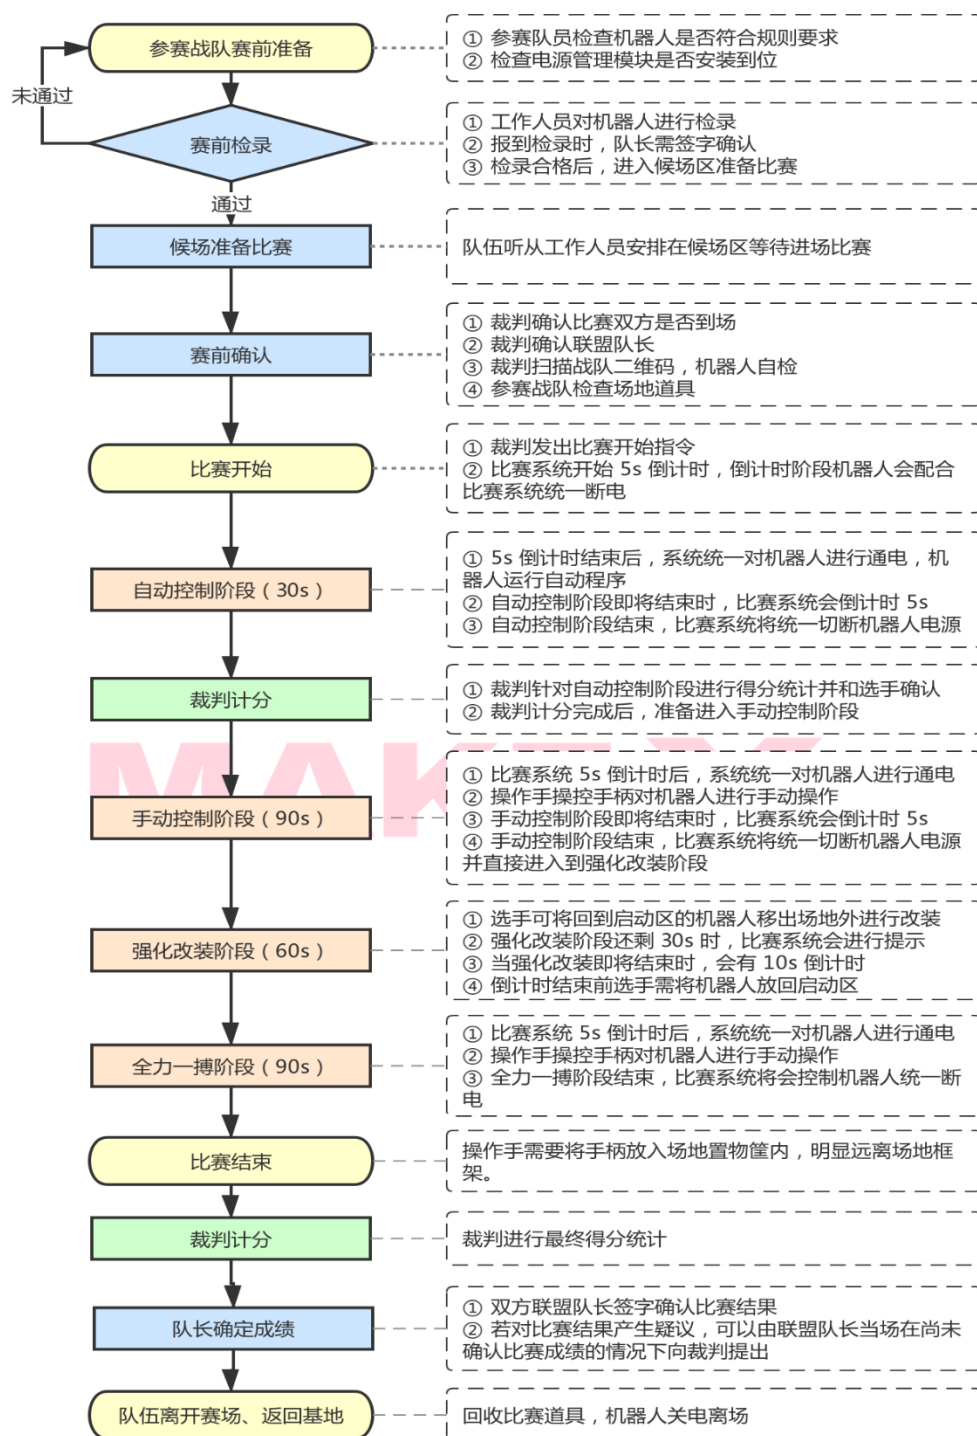 参赛战队赛前准备
① 参赛队员检查机器人是否符合规则要求
② 检查电源管理模块是否安装到位
未通过
赛前检录
① 工作人员对机器人进行检录
② 报到检录时，队长需签字确认
③ 检录合格后，进入候场区准备比赛
通过
候场准备比赛
队伍听从工作人员安排在候场区等待进场比赛
赛前确认
① 裁判确认比赛双方是否到场
② 裁判确认联盟队长
③ 裁判扫描战队二维码，机器人自检
④ 参赛战队检查场地道具
比赛开始
① 裁判发出比赛开始指令
② 比赛系统开始 5s 倒计时，倒计时阶段机器人会配合
比赛系统统一断电
自动控制阶段（30s）
① 5s 倒计时结束后，系统统一对机器人进行通电，机
器人运行自动程序
② 自动控制阶段即将结束时，比赛系统会倒计时 5s
③ 自动控制阶段结束，比赛系统将统一切断机器人电源
裁判计分
① 裁判针对自动控制阶段进行得分统计并和选手确认
② 裁判计分完成后，准备进入手动控制阶段
MAKEX
手动控制阶段（90s）
① 比赛系统 5s 倒计时后，系统统一对机器人进行通电
② 操作手操控手柄对机器人进行手动操作
③ 手动控制阶段即将结束时，比赛系统会倒计时 5s
④ 手动控制阶段结束，比赛系统将统一切断机器人电源
并直接进入到强化改装阶段
强化改装阶段（60s）
① 选手可将回到启动区的机器人移出场地外进行改装
② 强化改装阶段还剩 30s 时，比赛系统会进行提示
③ 当强化改装即将结束时，会有 10s 倒计时
④ 倒计时结束前选手需将机器人放回启动区
全力一搏阶段（90s）
① 比赛系统 5s 倒计时后，系统统一对机器人进行通电
② 操作手操控手柄对机器人进行手动操作
③ 全力一搏阶段结束，比赛系统将会控制机器人统一断
电
比赛结束
操作手需要将手柄放入场地置物筐内，明显远离场地框
架。
裁判计分
裁判进行最终得分统计
队长确定成绩
① 双方联盟队长签字确认比赛结果
② 若对比赛结果产生疑议，可以由联盟队长当场在尚未
确认比赛成绩的情况下向裁判提出
队伍离开赛场、返回基地
回收比赛道具，机器人关电离场